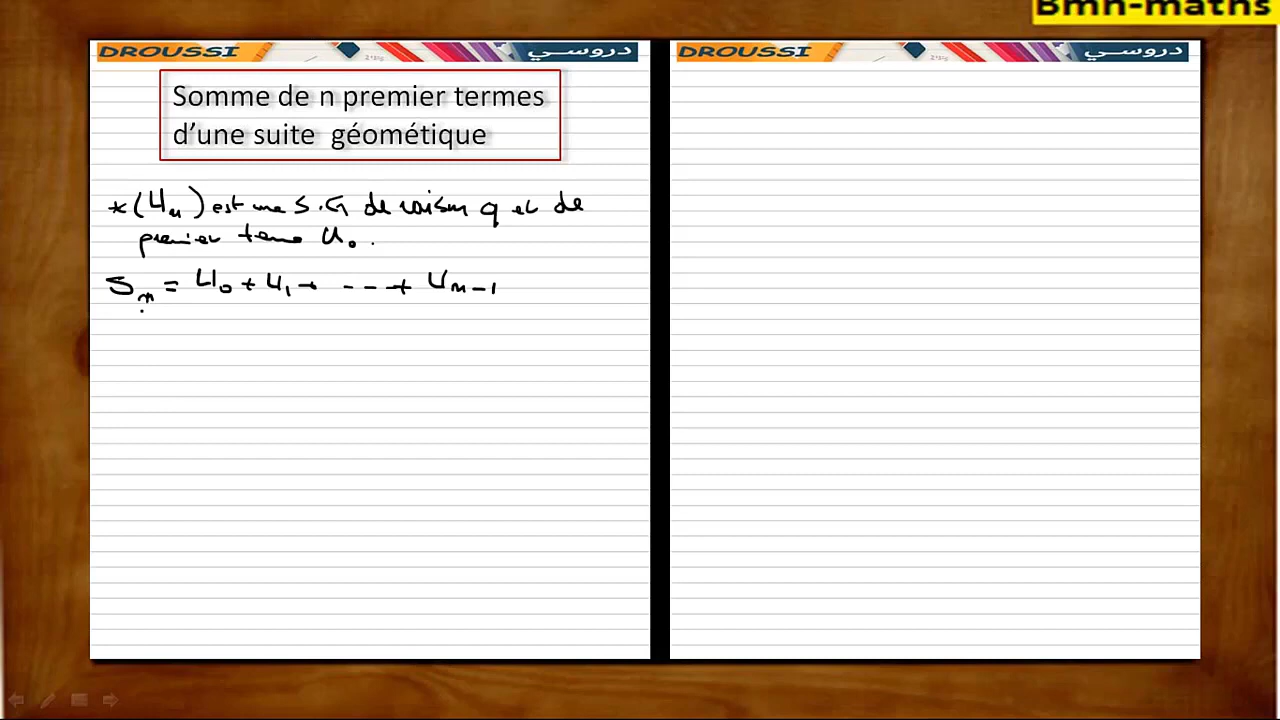 Bmh-maths
DROUSSI دروسي
DROUSSI دروسي
Somme de n premier termes
d’une suite géométique
*(Un) est une S.G de raison q et de
premier terme U0.
Sn = U0 + U1 + --- + Un-1